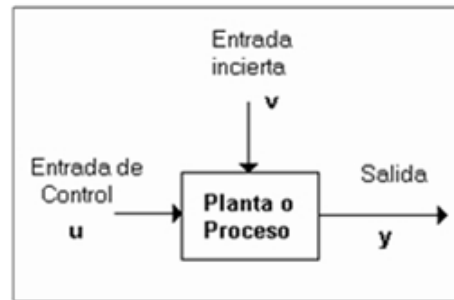 Entrada
incierta
v
Entrada de
Control
u
Planta o
Proceso
Salida
y